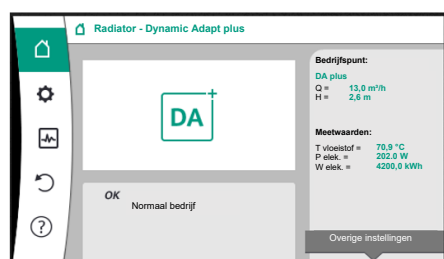 Radiator - Dynamic Adapt plus
DA+
OK
Normaal bedrijf
Bedrijfspunt:
DA plus
Q = 13,0 m³/h
H = 2,6 m
Meetwaarden:
T vloeistof = 70,9 °C
P elek. = 202.0 W
W elek. = 4200,0 kWh
Overige instellingen
?